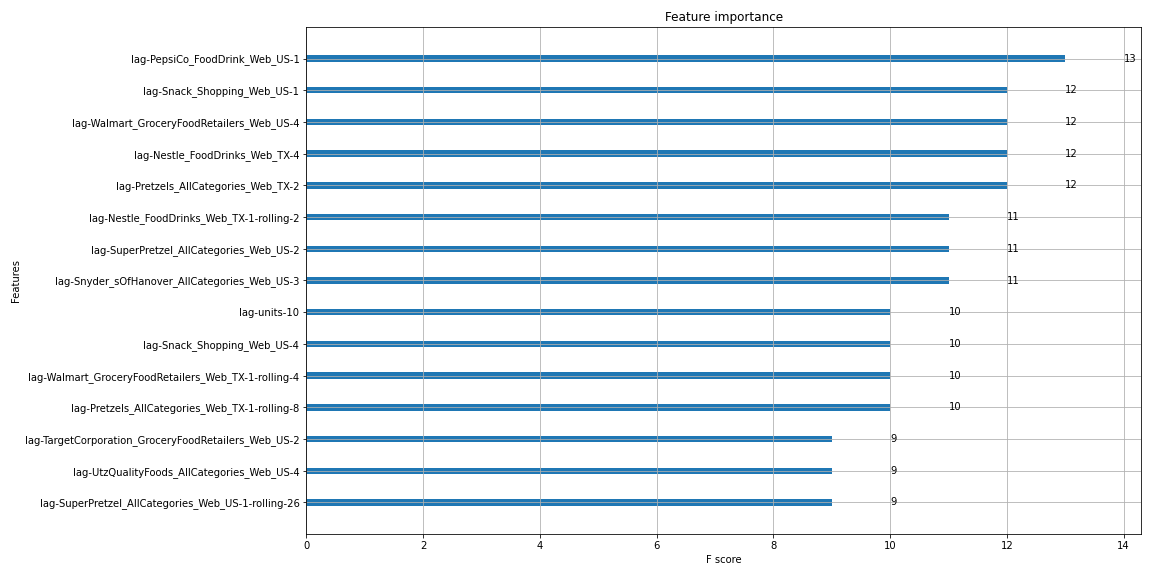 Feature importance
lag-PepsiCo_FoodDrink_Web_US-1 13
lag-Snack_Shopping_Web_US-1 12
lag-Walmart_GroceryFoodRetailers_Web_US-4 12
lag-Nestle_FoodDrinks_Web_TX-4 12
lag-Pretzels_AllCategories_Web_TX-2 12
lag-Nestle_FoodDrinks_Web_TX-1-rolling-2 11
lag-SuperPretzel_AllCategories_Web_US-2 11
lag-Snyder_sOfHanover_AllCategories_Web_US-3 11
lag-units-10 10
lag-Snack_Shopping_Web_US-4 10
lag-Walmart_GroceryFoodRetailers_Web_TX-1-rolling-4 10
lag-Pretzels_AllCategories_Web_TX-1-rolling-8 10
lag-TargetCorporation_GroceryFoodRetailers_Web_US-2 9
lag-UtzQualityFoods_AllCategories_Web_US-4 9
lag-SuperPretzel_AllCategories_Web_US-1-rolling-26 9
Features
0 2 4 6 8 10 12 14
F score